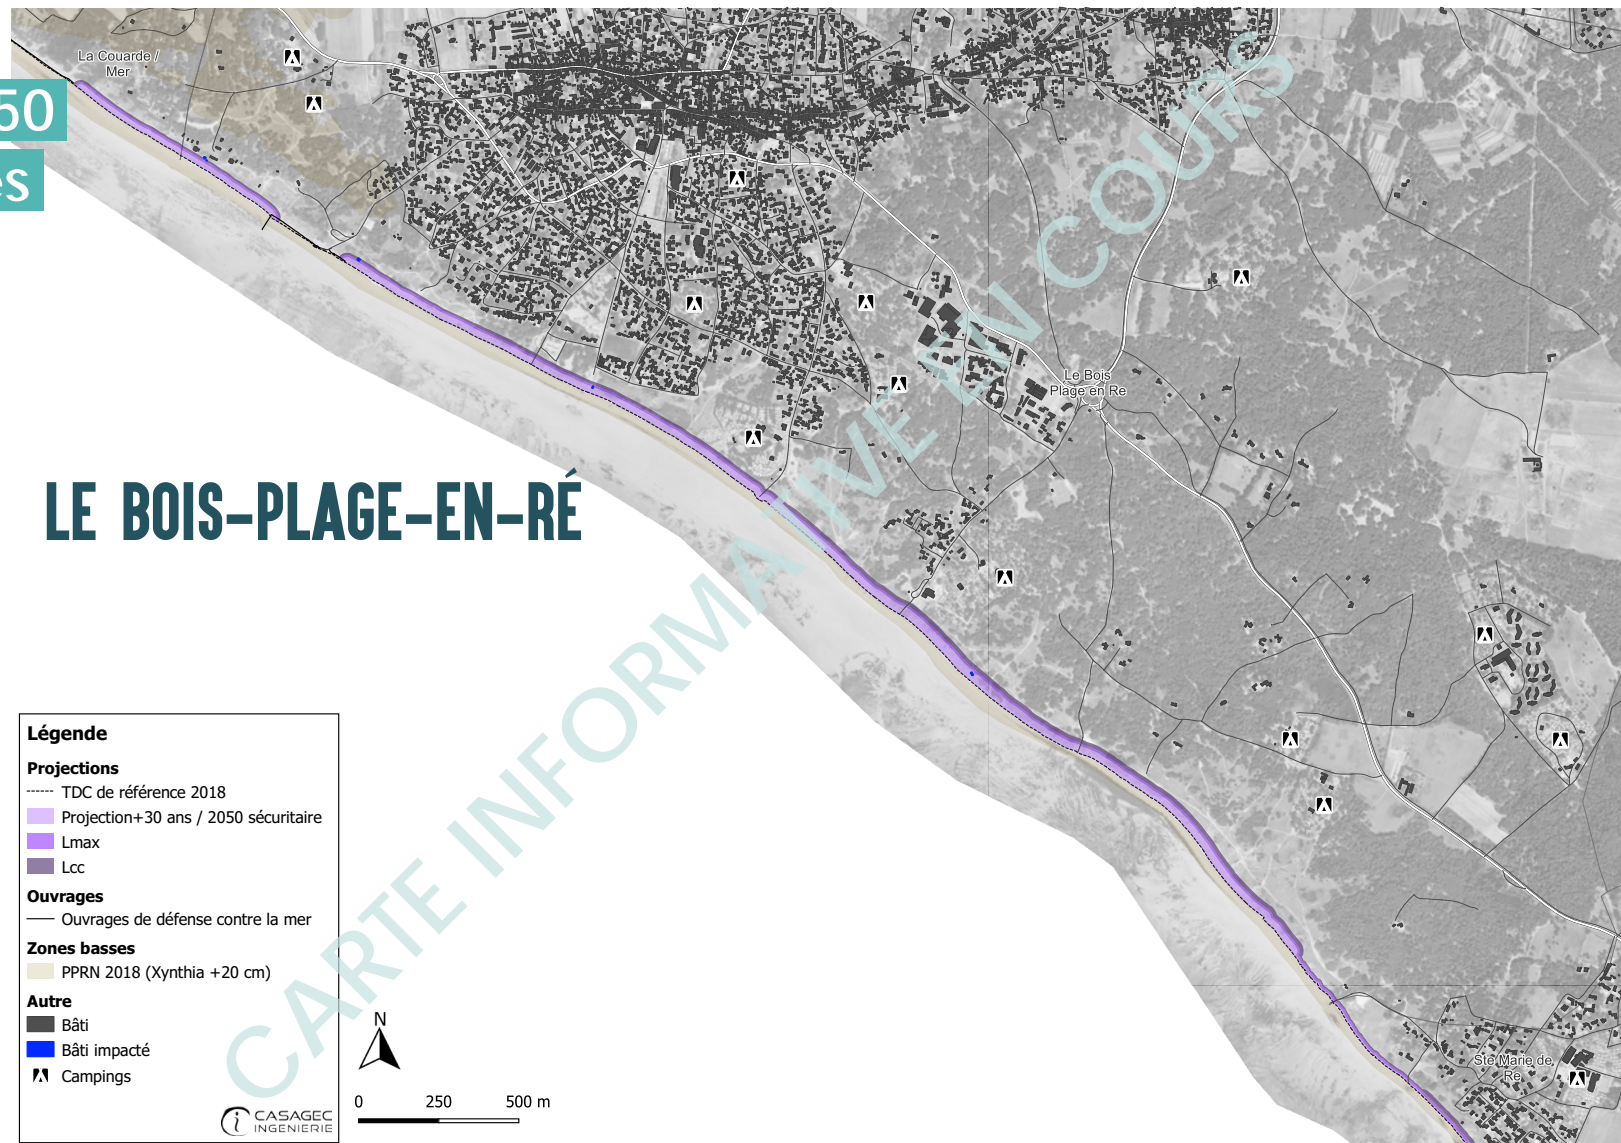 La Couarde /
Mer
50
es
Le Bois
Plage en Re
LE BOIS-PLAGE-EN-RÉ
CARTE INFORMATIVE EN COURS
Légende
Projections
TDC de référence 2018
Projection+30 ans / 2050 sécuritaire
Lmax
Lcc
Ouvrages
Ouvrages de défense contre la mer
Zones basses
PPRN 2018 (Xynthia +20 cm)
Autre
Bâti
Bâti impacté
Campings
CASAGEC
INGENIERIE
N
0 250 500 m
Ste Marie de
Re